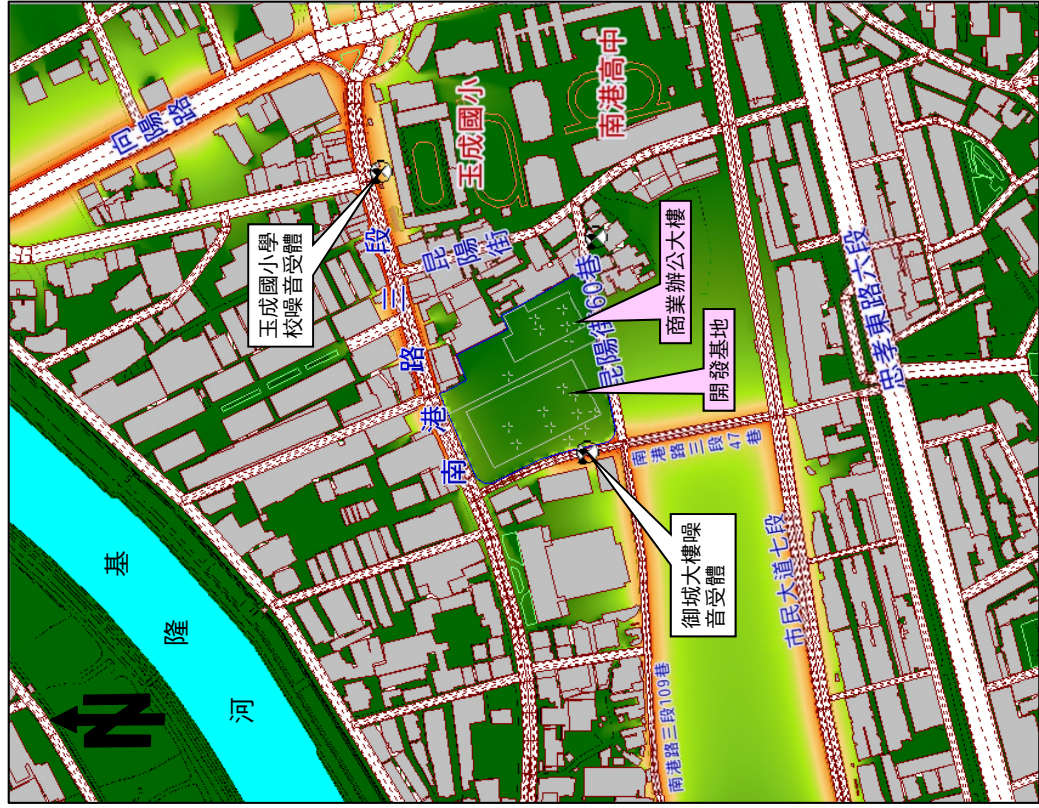 向陽路
玉成國小
南港高中
玉成國小學
校噪音受體
南港路三段
昆陽街
昆陽街60巷
商業辦公大樓
開發基地
忠孝東路六段
南港路三段47巷
御城大樓噪
音受體
市民大道七段
南港路三段109巷
基隆河
N